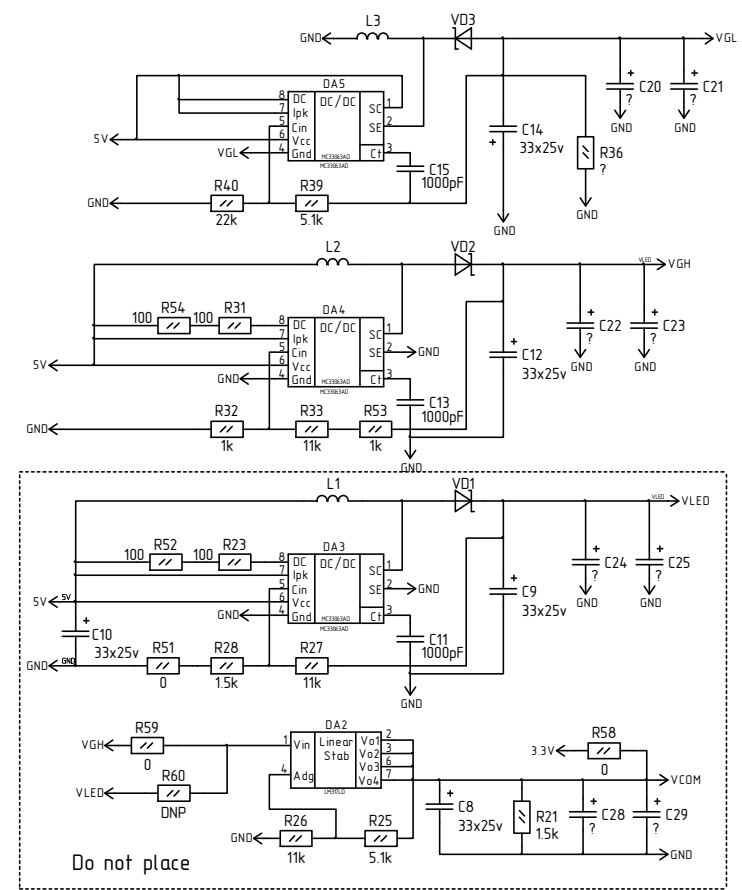 L3
VD3
GND
VGL
DA5
8 DC
DC/DC
7 Ipk
SC 1
5 Cin
SE 2
6 Vcc
4 Gnd
Ct 3
MC33063AD
MC33063AD
5V
VGL
C15
1000pF
C14
33x25v
R36
?
C20
?
C21
?
GND
GND
R40
22k
R39
5.1k
GND
GND
GND
L2
VD2
VLED
VGH
R54
100
R31
100
DA4
8 DC
DC/DC
7 Ipk
SC 1
5 Cin
SE 2
GND
6 Vcc
4 Gnd
Ct 3
MC33063AD
MC33063AD
5V
GND
C12
33x25v
C22
?
C23
?
GND
GND
C13
1000pF
GND
R32
1k
R33
11k
R53
1k
GND
L1
VD1
VLED
VLED
R52
100
R23
100
DA3
8 DC
DC/DC
7 Ipk
SC 1
5 Cin
SE 2
GND
6 Vcc
4 Gnd
Ct 3
MC33063AD
MC33063AD
5V
5V
GND
C9
33x25v
C24
?
C25
?
GND
GND
C10
33x25v
C11
1000pF
GND
GND
R51
0
R28
1.5k
R27
11k
GND
R59
0
VGH
R60
DNP
VLED
DA2
1 Vin
Linear
Stab
Vo1 2
Vo2 3
Vo3 6
Vo4 7
4 Adg
LM317LD
R58
0
3.3V
VCOM
C8
33x25v
R21
1.5k
C28
?
C29
?
GND
R26
11k
R25
5.1k
GND
Do not place